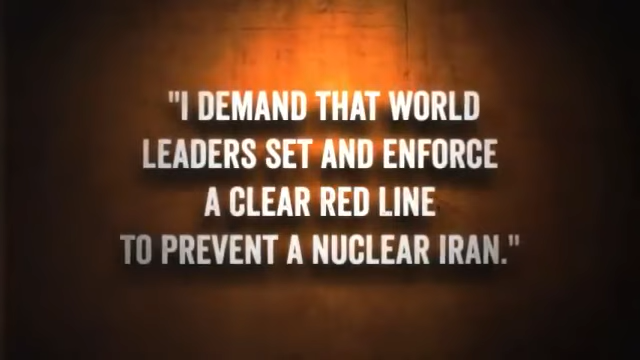 "I DEMAND THAT WORLD
LEADERS SET AND ENFORCE
A CLEAR RED LINE
TO PREVENT A NUCLEAR IRAN."